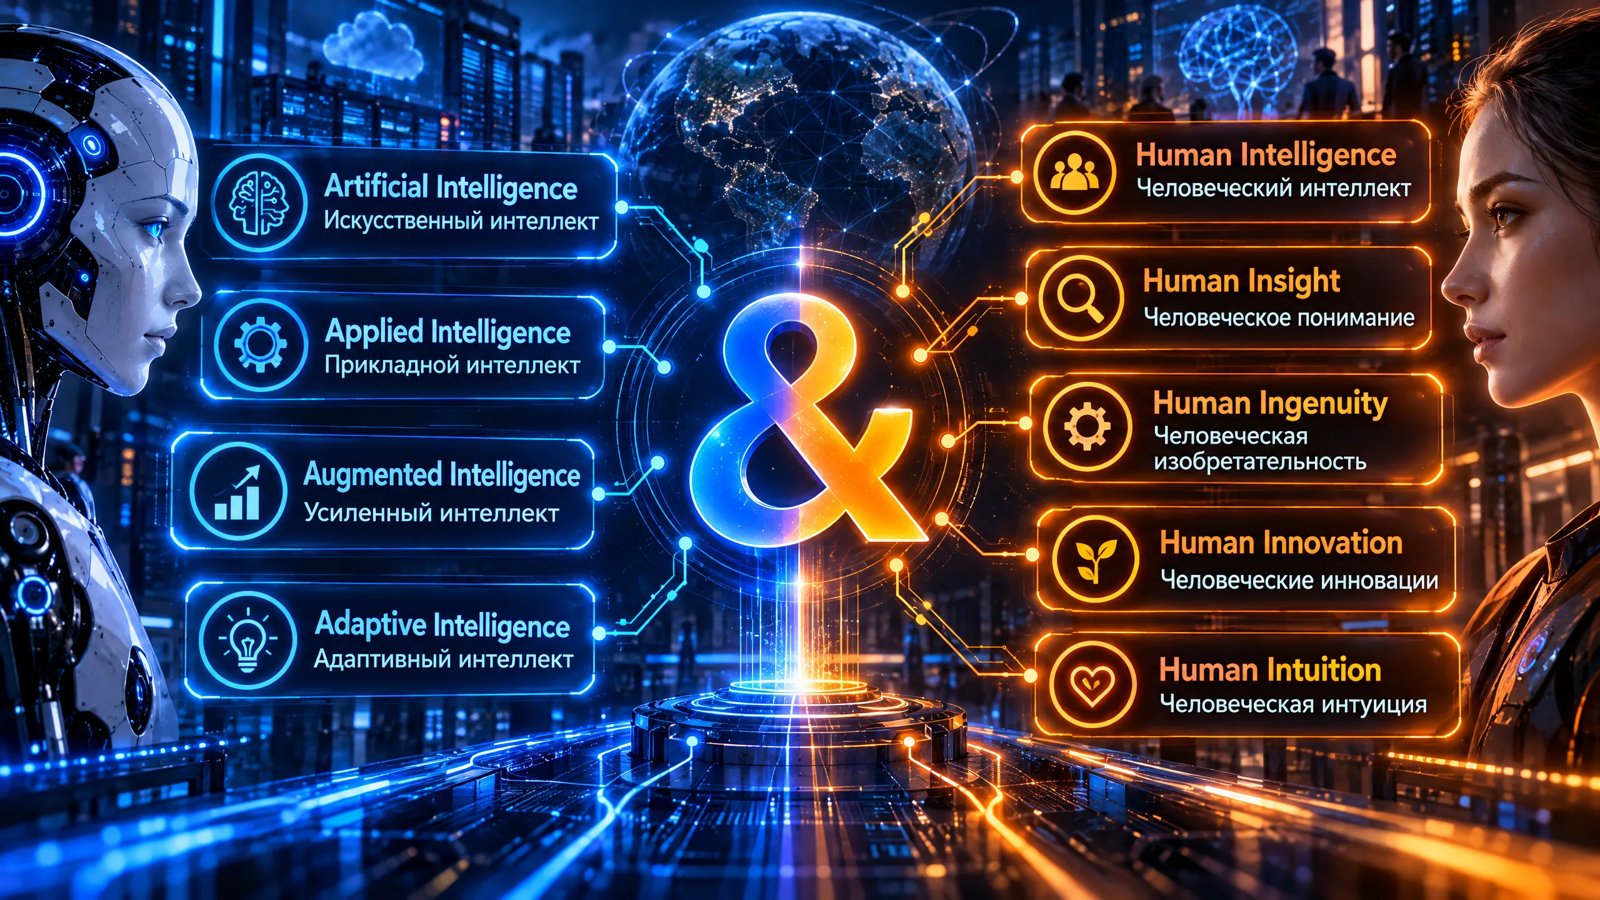 Artificial Intelligence
Искусственный интеллект
Applied Intelligence
Прикладной интеллект
Augmented Intelligence
Усиленный интеллект
Adaptive Intelligence
Адаптивный интеллект
&
Human Intelligence
Человеческий интеллект
Human Insight
Человеческое понимание
Human Ingenuity
Человеческая
изобретательность
Human Innovation
Человеческие инновации
Human Intuition
Человеческая интуиция